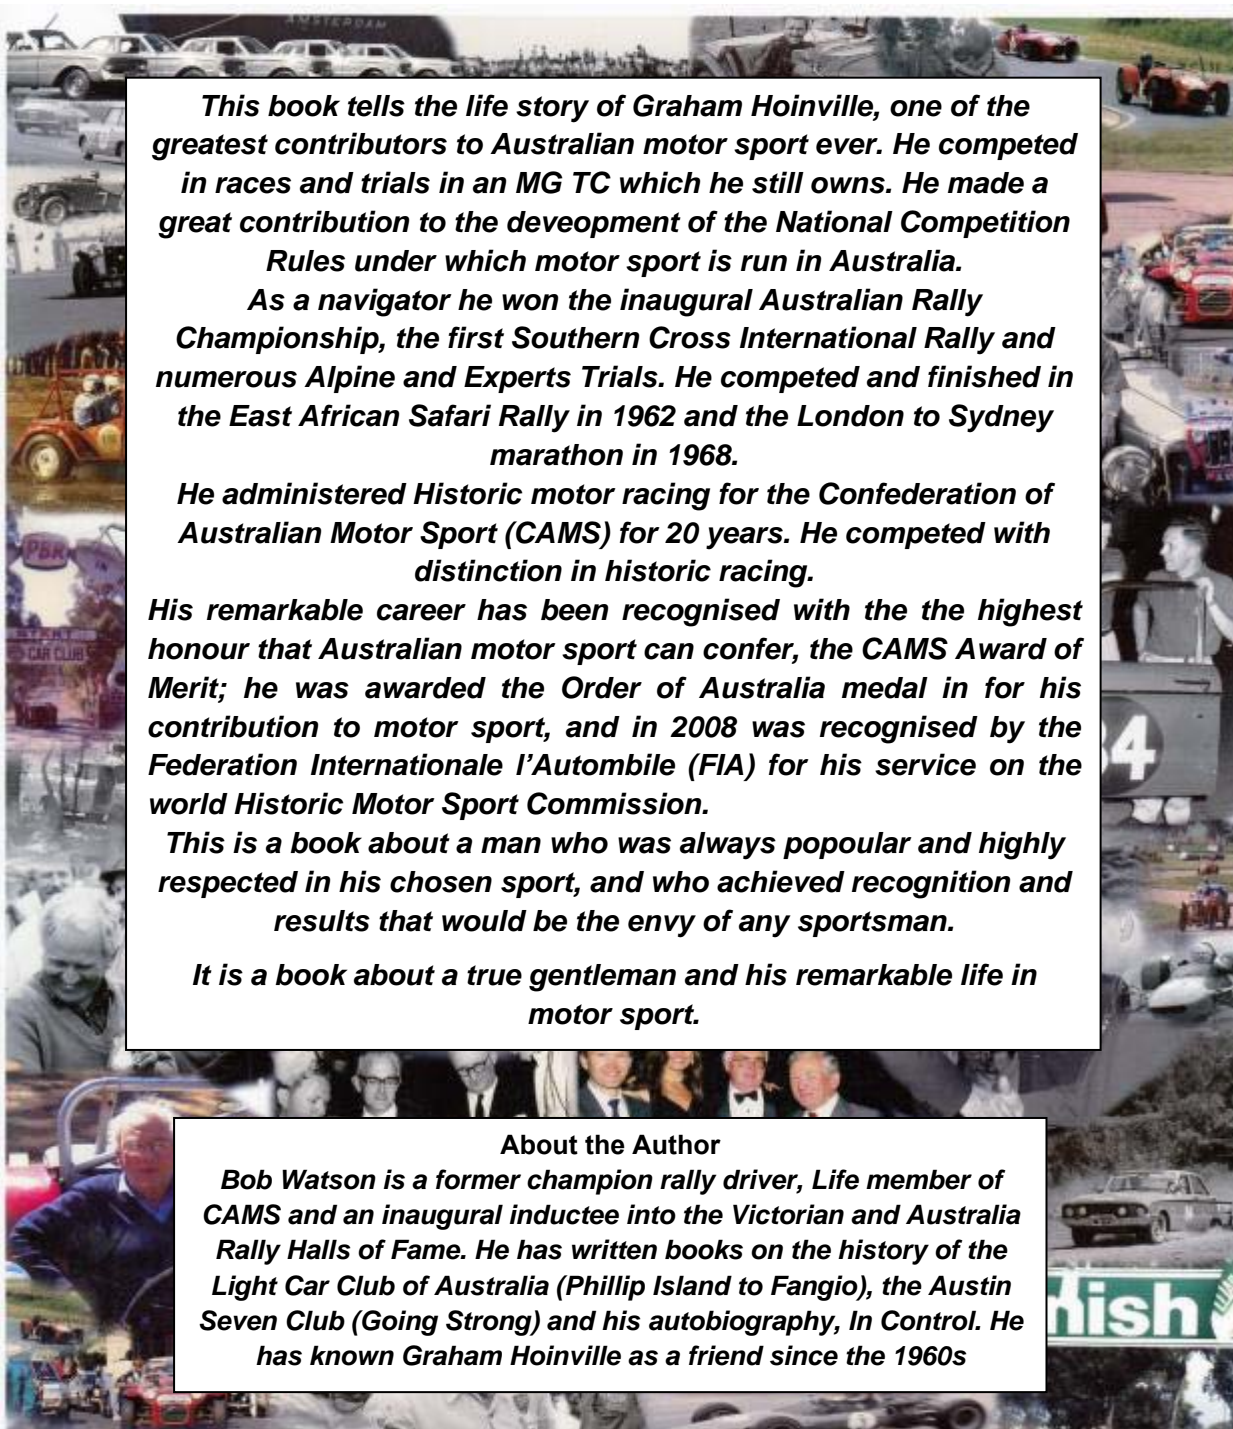 AMSTERDAM
This book tells the life story of Graham Hoinville, one of the
greatest contributors to Australian motor sport ever. He competed
in races and trials in an MG TC which he still owns. He made a
great contribution to the deveopment of the National Competition
Rules under which motor sport is run in Australia.
As a navigator he won the inaugural Australian Rally
Championship, the first Southern Cross International Rally and
numerous Alpine and Experts Trials. He competed and finished in
the East African Safari Rally in 1962 and the London to Sydney
marathon in 1968.
He administered Historic motor racing for the Confederation of
Australian Motor Sport (CAMS) for 20 years. He competed with
distinction in historic racing.
His remarkable career has been recognised with the the highest
honour that Australian motor sport can confer, the CAMS Award of
Merit; he was awarded the Order of Australia medal in for his
contribution to motor sport, and in 2008 was recognised by the
Federation Internationale l'Autombile (FIA) for his service on the
world Historic Motor Sport Commission.
This is a book about a man who was always popoular and highly
respected in his chosen sport, and who achieved recognition and
results that would be the envy of any sportsman.
It is a book about a true gentleman and his remarkable life in
motor sport.
PBR
START
CAR CLUB
34
About the Author
Bob Watson is a former champion rally driver, Life member of
CAMS and an inaugural inductee into the Victorian and Australia
Rally Halls of Fame. He has written books on the history of the
Light Car Club of Australia (Phillip Island to Fangio), the Austin
Seven Club (Going Strong) and his autobiography, In Control. He
has known Graham Hoinville as a friend since the 1960s
nish